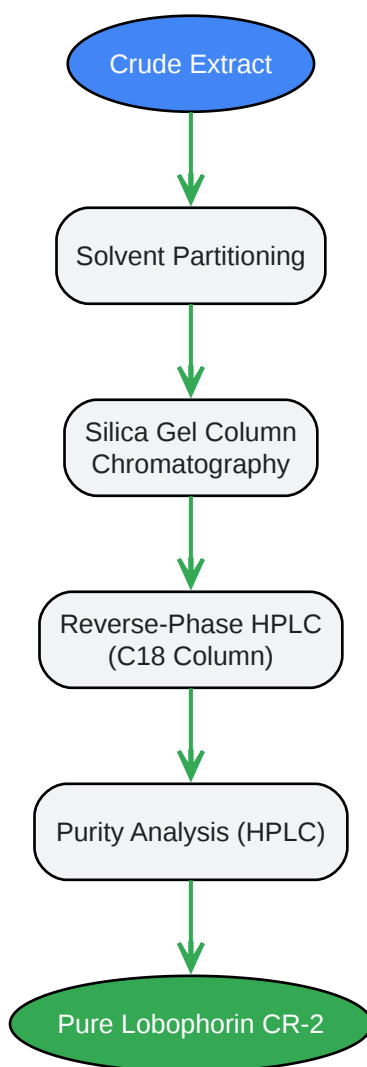 Crude Extract
Solvent Partitioning
Silica Gel Column
Chromatography
Reverse-Phase HPLC
(C18 Column)
Purity Analysis (HPLC)
Pure Lobophorin CR-2